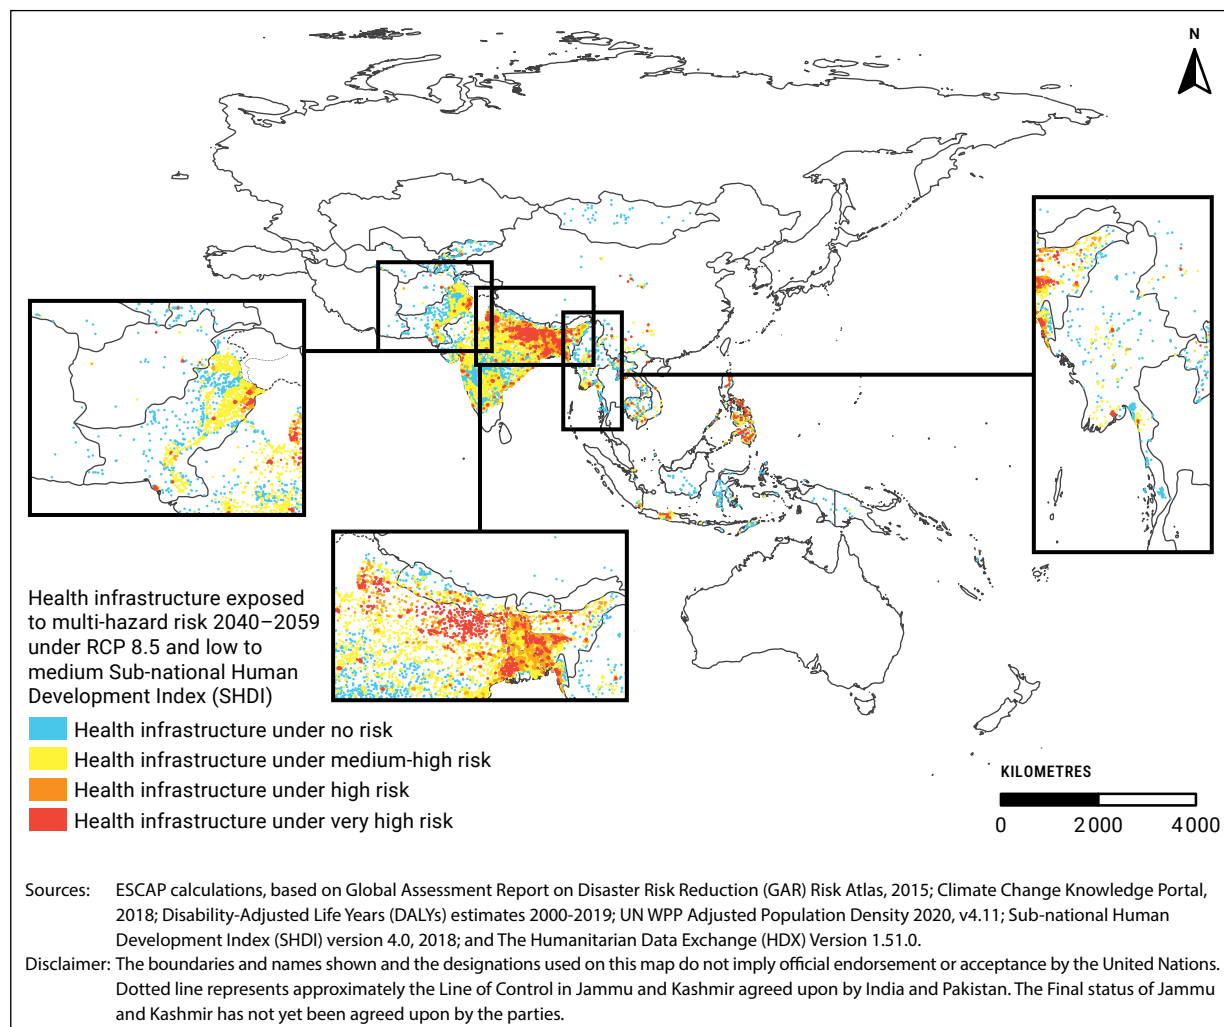 N
Health infrastructure exposed
to multi-hazard risk 2040–2059
under RCP 8.5 and low to
medium Sub-national Human
Development Index (SHDI)
Health infrastructure under no risk
Health infrastructure under medium-high risk
Health infrastructure under high risk
Health infrastructure under very high risk
KILOMETRES
0 2 000 4 000
Sources: ESCAP calculations, based on Global Assessment Report on Disaster Risk Reduction (GAR) Risk Atlas, 2015; Climate Change Knowledge Portal,
2018; Disability-Adjusted Life Years (DALYs) estimates 2000-2019; UN WPP Adjusted Population Density 2020, v4.11; Sub-national Human
Development Index (SHDI) version 4.0, 2018; and The Humanitarian Data Exchange (HDX) Version 1.51.0.
Disclaimer: The boundaries and names shown and the designations used on this map do not imply official endorsement or acceptance by the United Nations.
Dotted line represents approximately the Line of Control in Jammu and Kashmir agreed upon by India and Pakistan. The Final status of Jammu
and Kashmir has not yet been agreed upon by the parties.